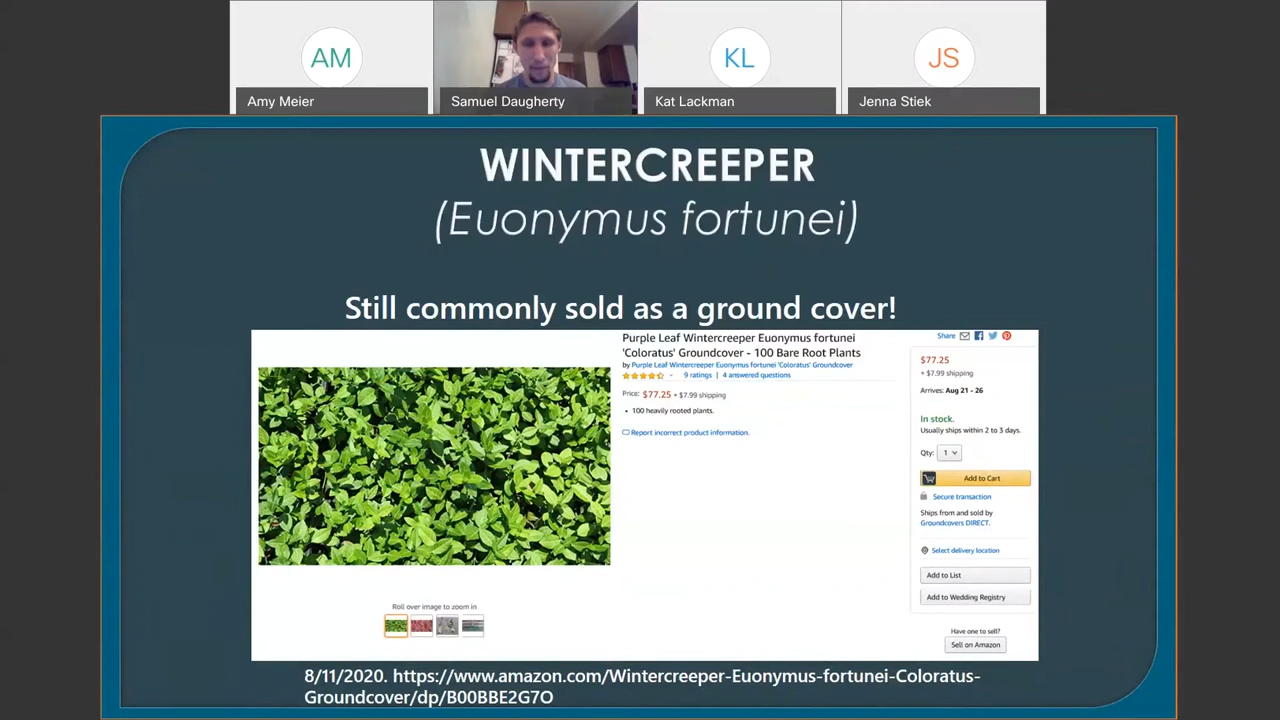 AM
KL
JS
Amy Meier
Samuel Daugherty
Kat Lackman
Jenna Stiek
WINTERCREEPER
(Euonymus fortunei)
Still commonly sold as a ground cover!
Purple Leaf Wintercreeper Euonymus fortunei
'Coloratus' Groundcover - 100 Bare Root Plants
by Purple Leaf Wintercreeper Euonymus fortunei 'Coloratus' Groundcover
9 ratings | 4 answered questions
Price: $77.25 + $7.99 shipping
• 100 heavily rooted plants.
Report incorrect product information.
Roll over image to zoom in
Share
$77.25
+ $7.99 shipping
Arrives: Aug 21 - 26
In stock.
Usually ships within 2 to 3 days.
Qty: 1
Add to Cart
Secure transaction
Ships from and sold by
Groundcovers DIRECT.
Select delivery location
Add to List
Add to Wedding Registry
Have one to sell?
Sell on Amazon
8/11/2020. https://www.amazon.com/Wintercreeper-Euonymus-fortunei-Coloratus-
Groundcover/dp/B00BBE2G7O